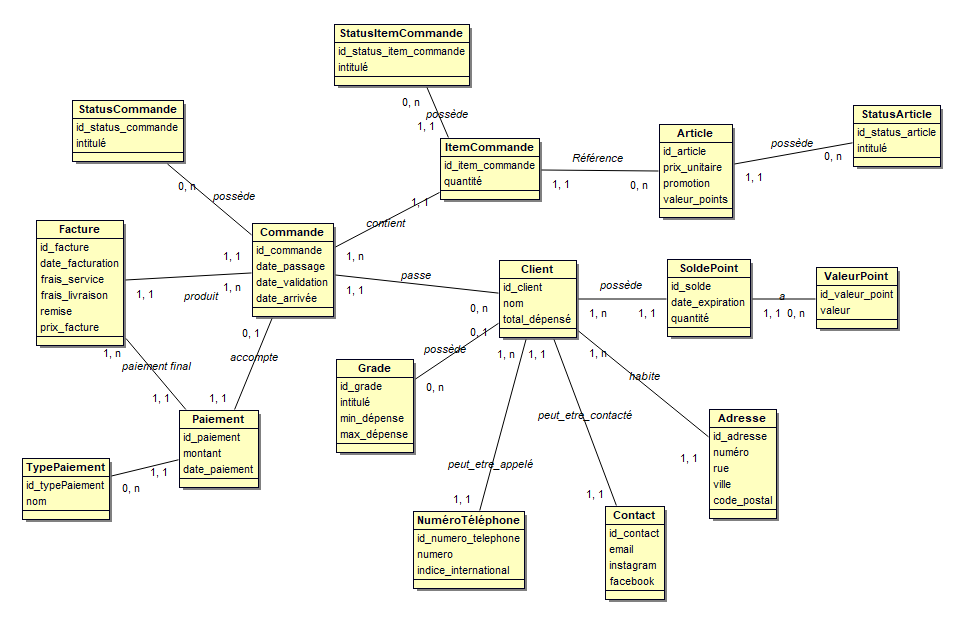 StatusItemCommande
id_status_item_commande
intitulé
0, n
possède
1, 1
StatusCommande
id_status_commande
intitulé
0, n
possède
1, 1
ItemCommande
id_item_commande
quantité
Référence
1, 1
0, n
Article
id_article
prix_unitaire
promotion
valeur_points
possède
1, 1
0, n
StatusArticle
id_status_article
intitulé
1, 1
contient
1, n
Facture
id_facture
date_facturation
frais_service
frais_livraison
remise
prix_facture
1, 1
produit
1, n
Commande
id_commande
date_passage
date_validation
date_arrivée
passe
1, 1
0, n
Client
id_client
nom
total_dépensé
possède
1, n
1, 1
SoldePoint
id_solde
date_expiration
quantité
a
1, 1
0, n
ValeurPoint
id_valeur_point
valeur
0, 1
accompte
1, 1
1, n
paiement final
1, 1
0, 1
possède
0, n
Grade
id_grade
intitulé
min_dépense
max_dépense
1, n
peut_etre_appelé
1, 1
1, 1
peut_etre_contacté
1, 1
1, n
habite
1, 1
Adresse
id_adresse
numéro
rue
ville
code_postal
Paiement
id_paiement
montant
date_paiement
TypePaiement
id_typePaiement
nom
1, 1
0, n
NuméroTéléphone
id_numero_telephone
numero
indice_international
Contact
id_contact
email
instagram
facebook